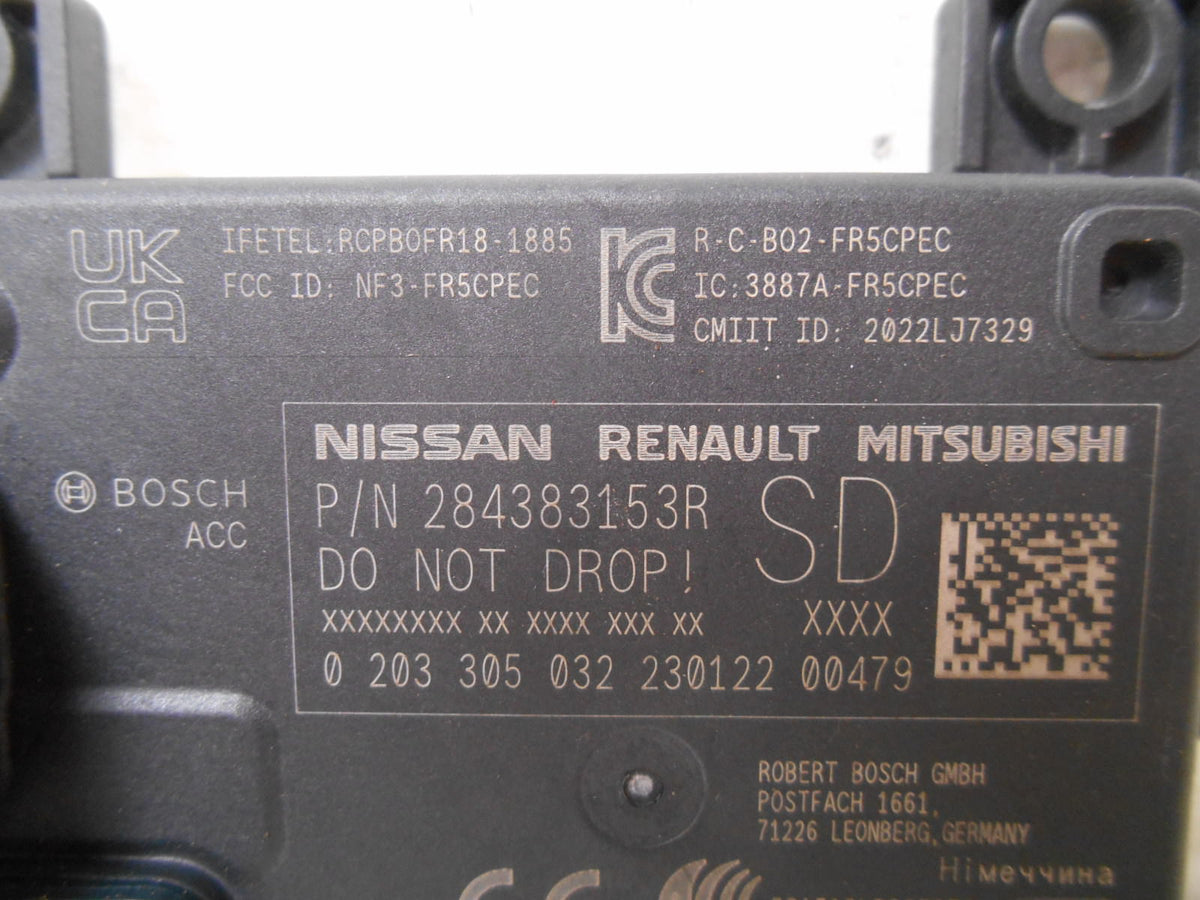 UK
CA
IFETEL:RCPBOFR18-1885
FCC ID: NF3-FR5CPEC
R-C-BO2-FR5CPEC
IC:3887A-FR5CPEC
CMIIT ID: 2022LJ7329
BOSCH
ACC
NISSAN RENAULT MITSUBISHI
P/N 284383153R
SD
DO NOT DROP!
XXXXXXXX XX XXXX XXX XX XXXX
0 203 305 032 230122 00479
ROBERT BOSCH GMBH
POSTFACH 1661,
71226 LEONBERG,GERMANY
Німеччина